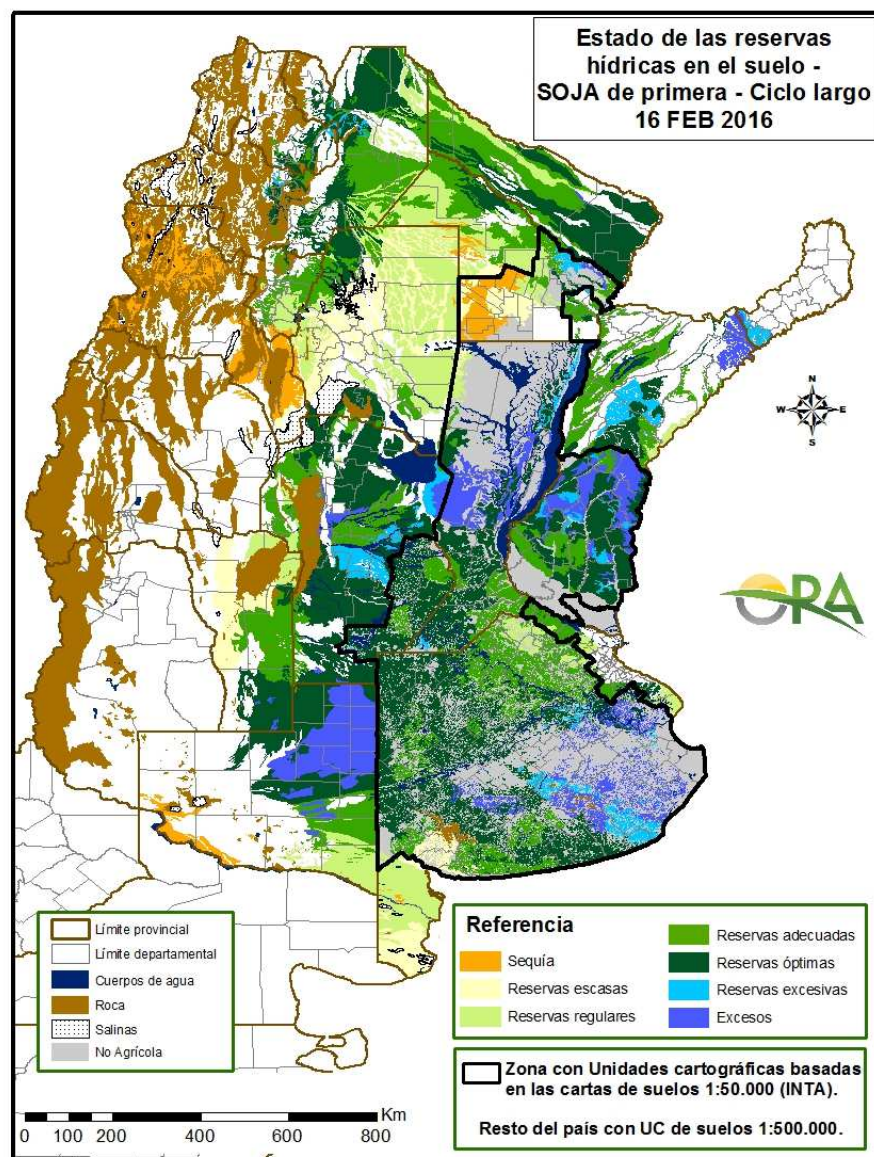 Estado de las reservas
hídricas en el suelo -
SOJA de primera - Ciclo largo
16 FEB 2016
N
W E
S
ORA
Límite provincial
Límite departamental
Cuerpos de agua
Roca
Salinas
No Agrícola
Referencia
Sequía
Reservas escasas
Reservas regulares
Reservas adecuadas
Reservas óptimas
Reservas excesivas
Excesos
Zona con Unidades cartográficas basadas
en las cartas de suelos 1:50.000 (INTA).
Resto del país con UC de suelos 1:500.000.
Km
0 100 200 400 600 800